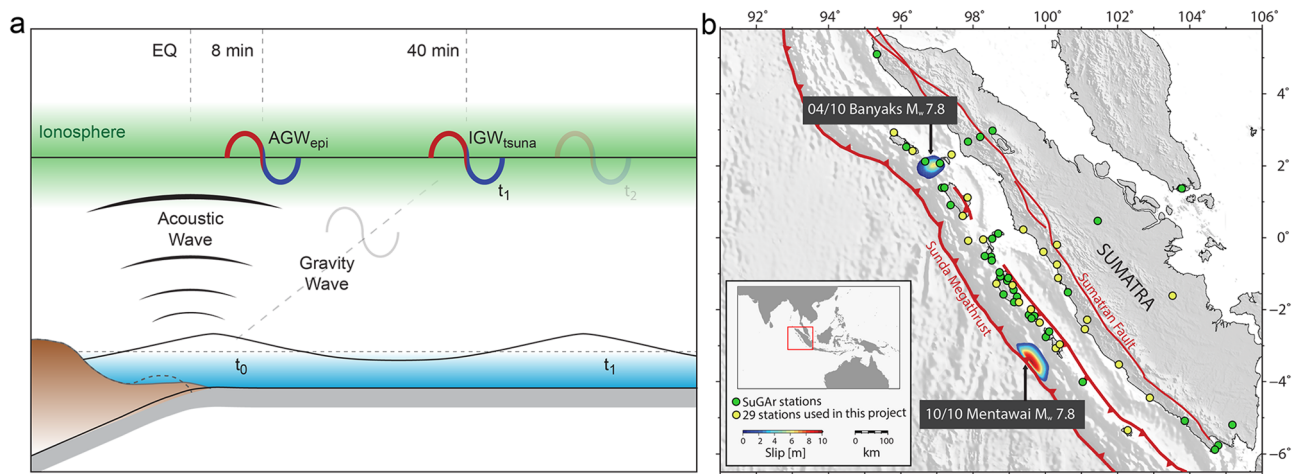 a
EQ
8 min
40 min
Ionosphere
AGWepi
IGWtsuna
t1
t2
Acoustic
Wave
Gravity
Wave
t0
t1
b
92°
94°
96°
98°
100°
102°
104°
106°
04/10 Banyaks Mw 7.8
4°
2°
0°
−2°
−4°
−6°
SUMATRA
Sunda Megathrust
Sumatran Fault
10/10 Mentawai Mw 7.8
SuGAr stations
29 stations used in this project
0 2 4 6 8 10
Slip [m]
0 100
km